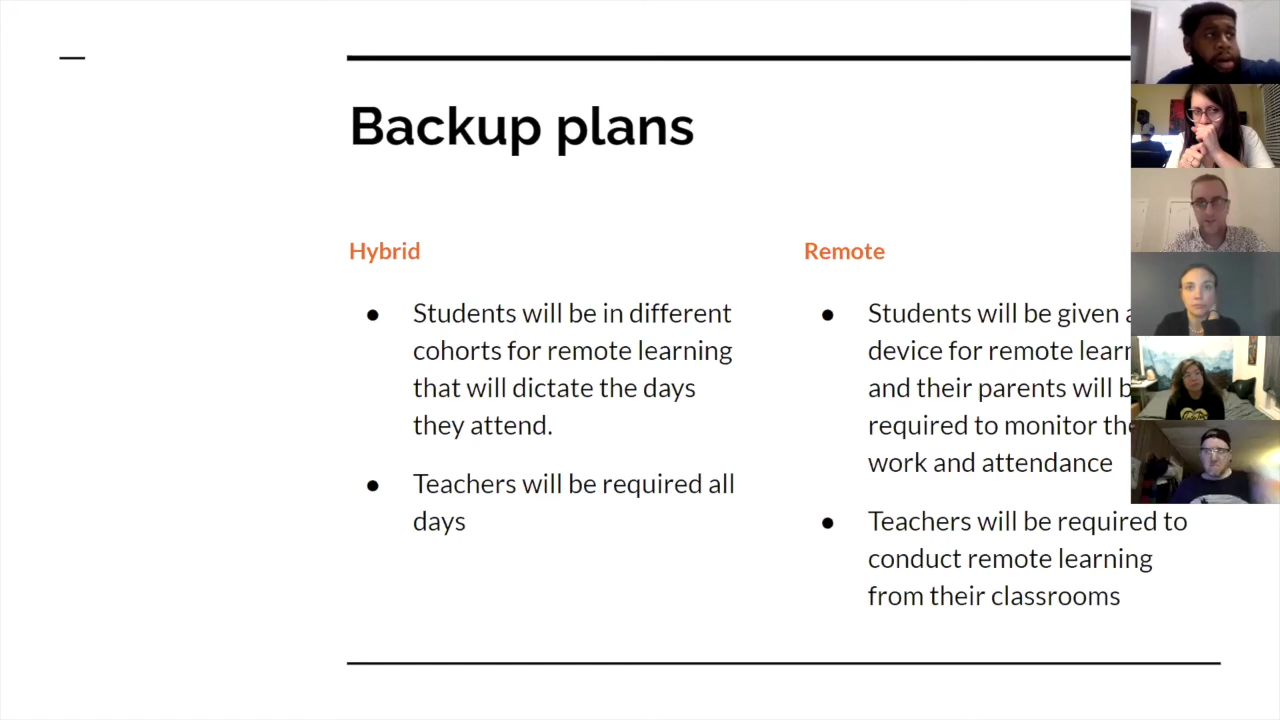 Backup plans
Hybrid
Students will be in different
cohorts for remote learning
that will dictate the days
they attend.
Teachers will be required all
days
Remote
Students will be given
device for remote
and their parents will
required to monitor
work and attendance
Teachers will be required to
conduct remote learning
from their classrooms